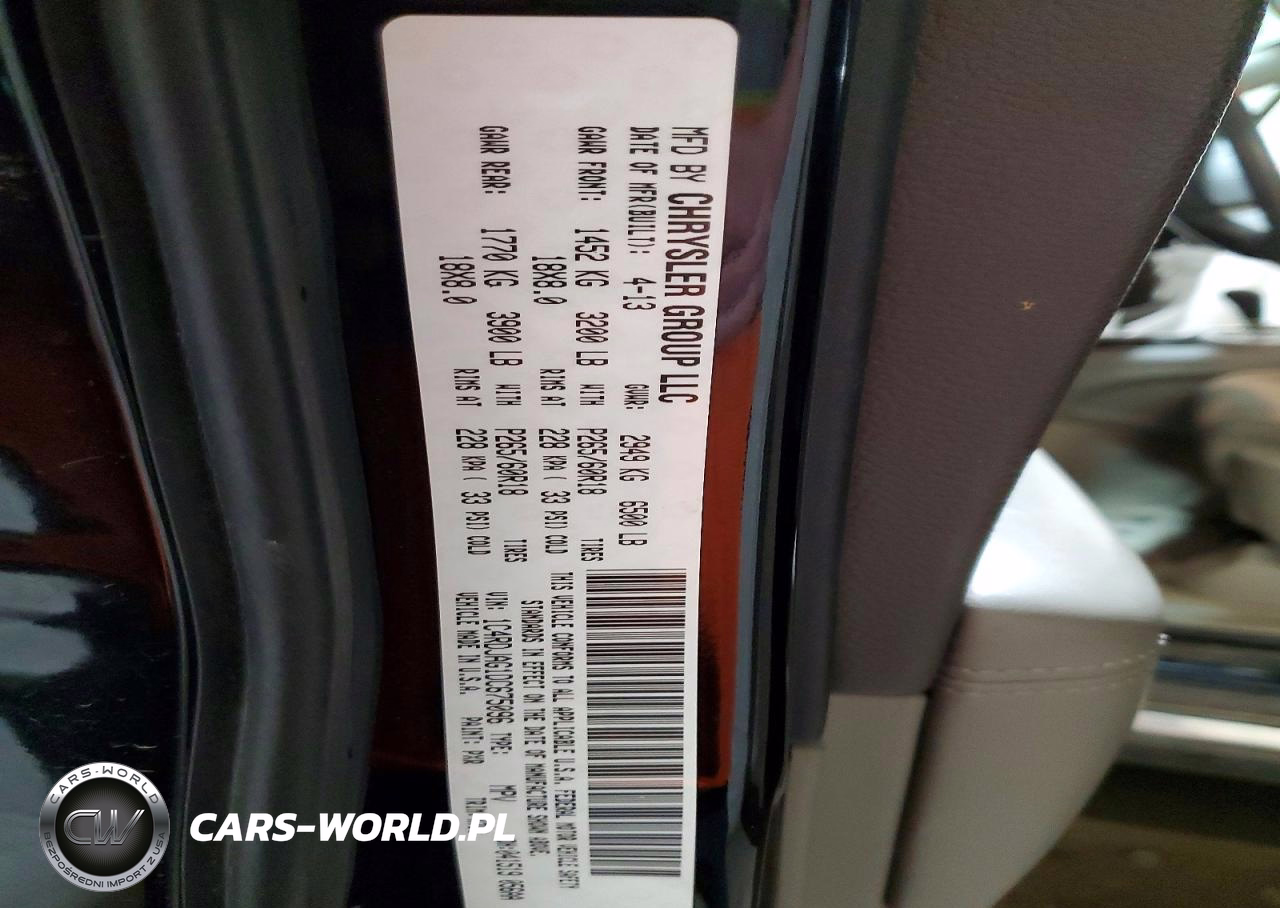 MFD BY CHRYSLER GROUP LLC
DATE OF MFR(BUILT): 4-13 GVWR: 2949 KG 6500 LB
GAWR FRONT: 1452 KG 3200 LB WITH P265/60R18 TIRES
18X8.0 RIMS AT 228 KPA ( 33 PSI) COLD
GAWR REAR: 1770 KG 3900 LB WITH P265/60R18 TIRES
18X8.0 RIMS AT 228 KPA ( 33 PSI) COLD
THIS VEHICLE CONFORMS TO ALL APPLICABLE U.S.A. FEDERAL MOTOR VEHICLE SAFETY
STANDARDS IN EFFECT ON THE DATE OF MANUFACTURE SHOWN ABOVE.
VIN: 1C4RDJAG1DC675096 TYPE: MPV
VEHICLE MADE IN U.S.A. PAINT: PXR
CARS-WORLD
CW
BEZPOŚREDNI IMPORT Z USA
CARS-WORLD.PL